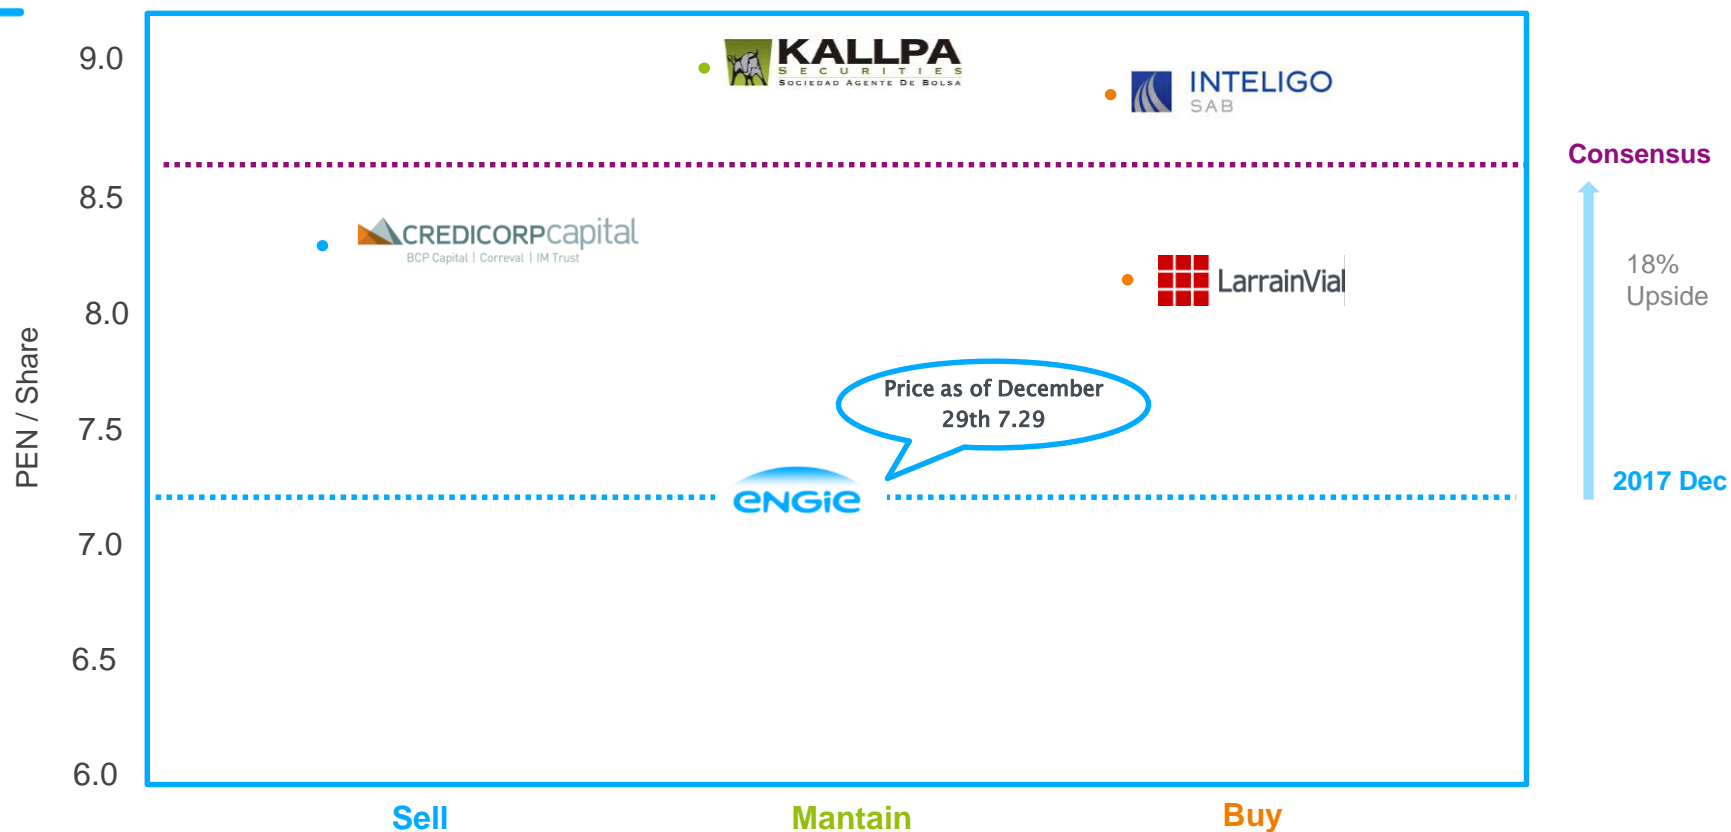 9.0
8.5
8.0
7.5
7.0
6.5
6.0
PEN / Share
KALLPA
SECURITIES
SOCIEDAD AGENTE DE BOLSA
INTELIGO
SAB
Consensus
CREDICORPcapital
BCP Capital | Correval | IM Trust
LarrainVial
18%
Upside
Price as of December
29th 7.29
ENGIE
2017 Dec
Sell
Mantain
Buy